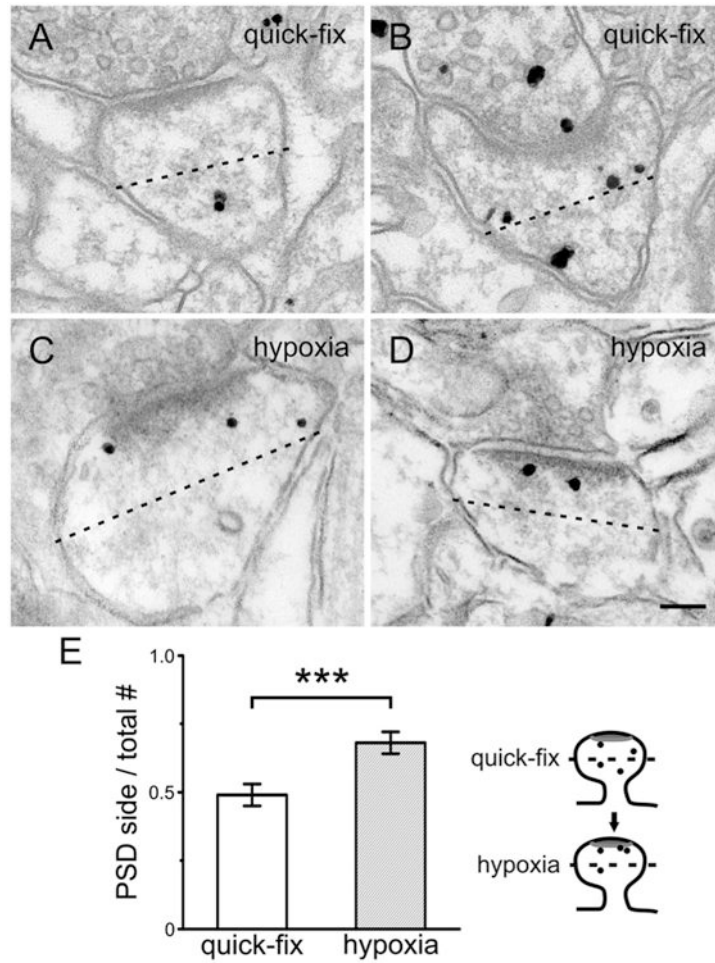 A
quick-fix
B
quick-fix
C
hypoxia
D
hypoxia
E
PSD side / total #
1.0
0.5
0
***
quick-fix
hypoxia
quick-fix
hypoxia